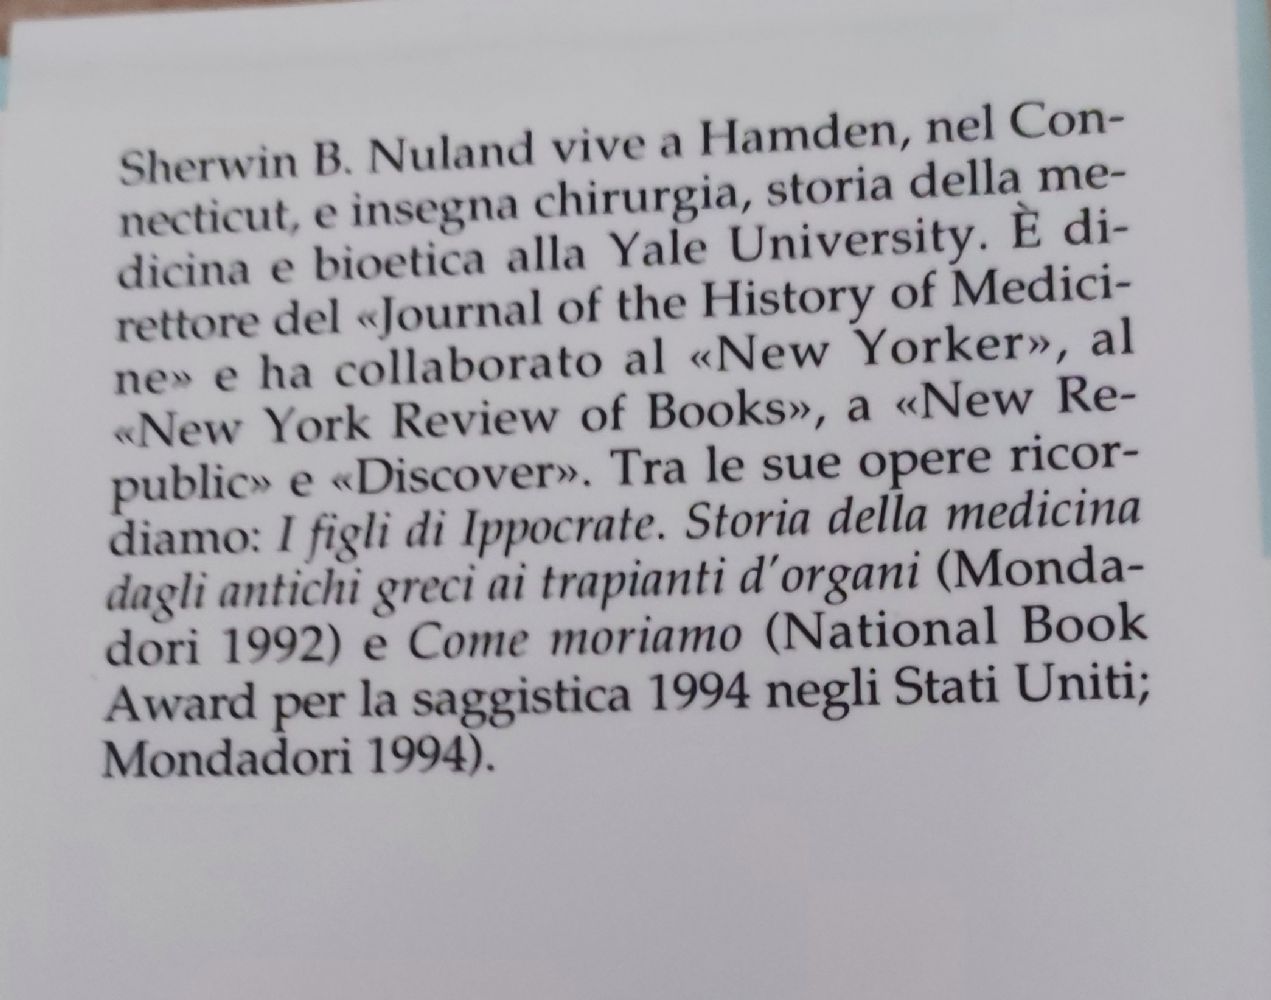 Sherwin B. Nuland vive a Hamden, nel Con-
necticut, e insegna chirurgia, storia della me-
dicina e bioetica alla Yale University. È di-
rettore del «Journal of the History of Medici-
ne» e ha collaborato al «New Yorker», al
«New York Review of Books», a «New Re-
public» e «Discover». Tra le sue opere ricor-
diamo: I figli di Ippocrate. Storia della medicina
dagli antichi greci ai trapianti d'organi (Monda-
dori 1992) e Come moriamo (National Book
Award per la saggistica 1994 negli Stati Uniti;
Mondadori 1994).